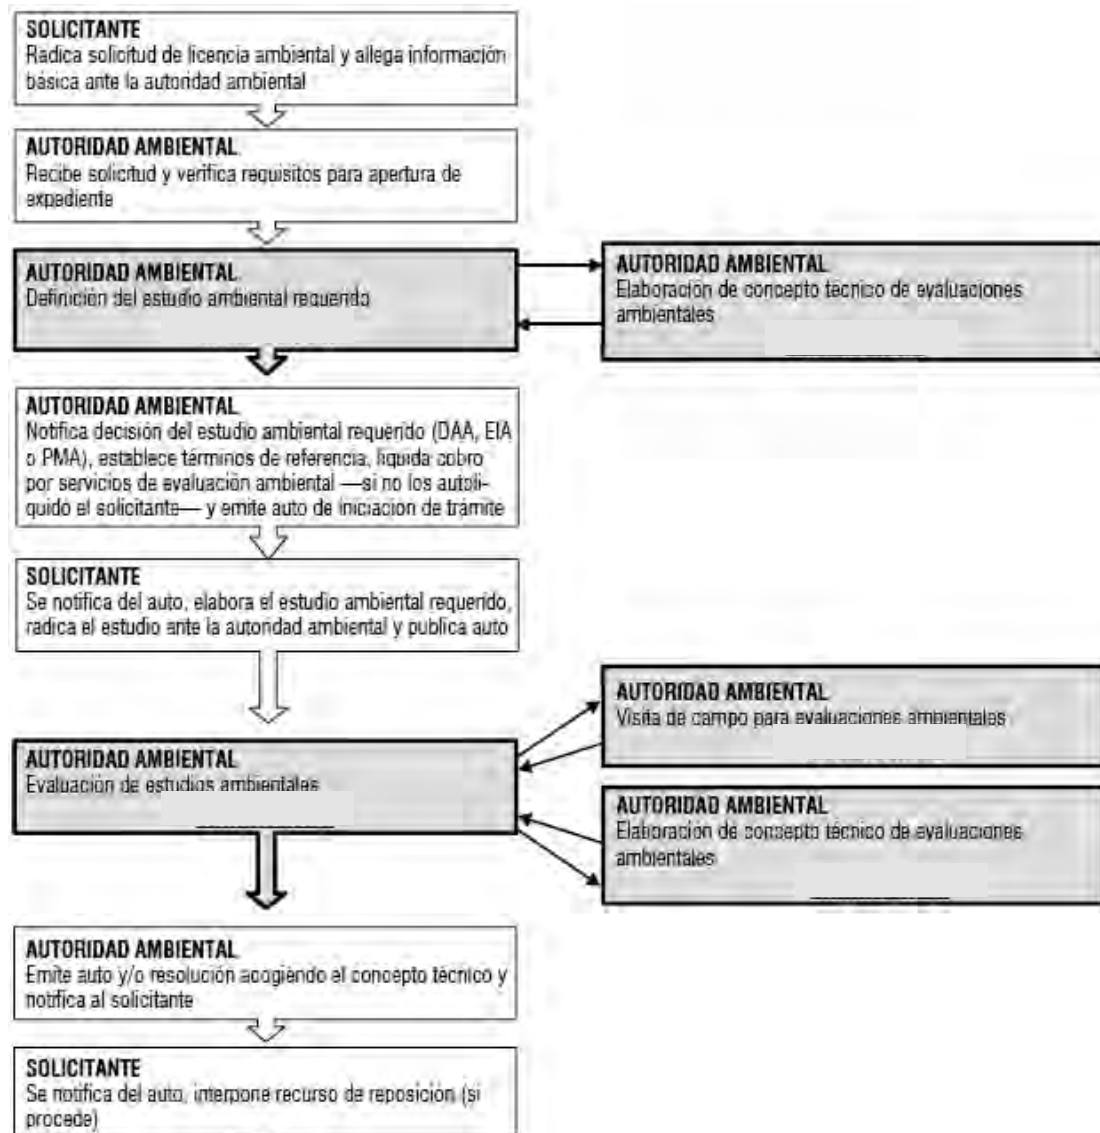 SOLICITANTE
Radica solicitud de licencia ambiental y allega información
básica ante la autoridad ambiental
AUTORIDAD AMBIENTAL
Recibe solicitud y verifica requisitos para apertura de
expediente
AUTORIDAD AMBIENTAL
Definición del estudio ambiental requerido
AUTORIDAD AMBIENTAL
Elaboración de concepto técnico de evaluaciones
ambientales
AUTORIDAD AMBIENTAL
Notifica decisión del estudio ambiental requerido (DAA, EIA
o PMA), establece términos de referencia, liquida cobro
por servicios de evaluación ambiental —si no los autoli-
quidó el solicitante— y emite auto de iniciación de trámite
SOLICITANTE
Se notifica del auto, elabora el estudio ambiental requerido,
radica el estudio ante la autoridad ambiental y publica auto
AUTORIDAD AMBIENTAL
Visita de campo para evaluaciones ambientales
AUTORIDAD AMBIENTAL
Evaluación de estudios ambientales
AUTORIDAD AMBIENTAL
Elaboración de concepto técnico de evaluaciones
ambientales
AUTORIDAD AMBIENTAL
Emite auto y/o resolución acogiendo el concepto técnico y
notifica al solicitante
SOLICITANTE
Se notifica del auto, interpone recurso de reposición (si
procede)